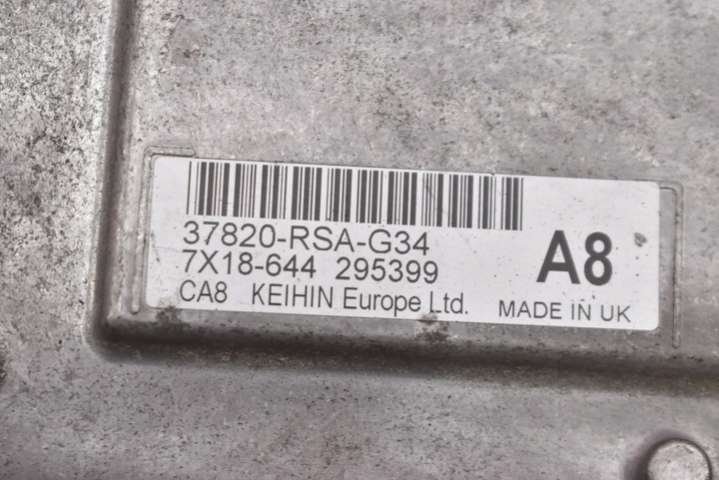 37820-RSA-G34
7X18-644 295399
A8
CA8 KEIHIN Europe Ltd. MADE IN UK